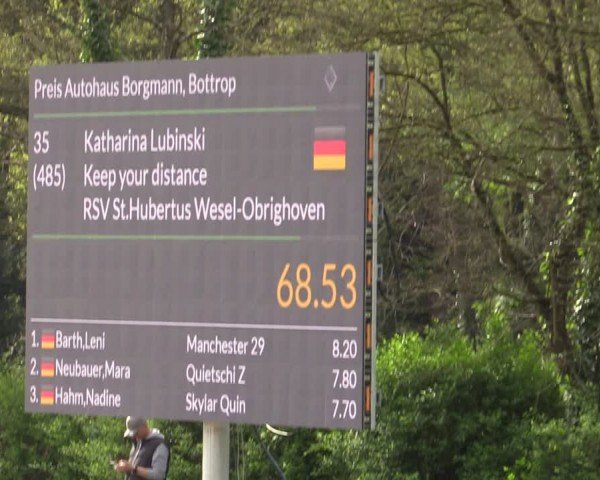 Preis Autohaus Borgmann, Bottrop
35 Katharina Lubinski
(485) Keep your distance
RSV St.Hubertus Wesel-Obrighoven
68.53
1. Barth,Leni Manchester 29 8.20
2. Neubauer,Mara Quietschi Z 7.80
3. Hahm,Nadine Skylar Quin 7.70